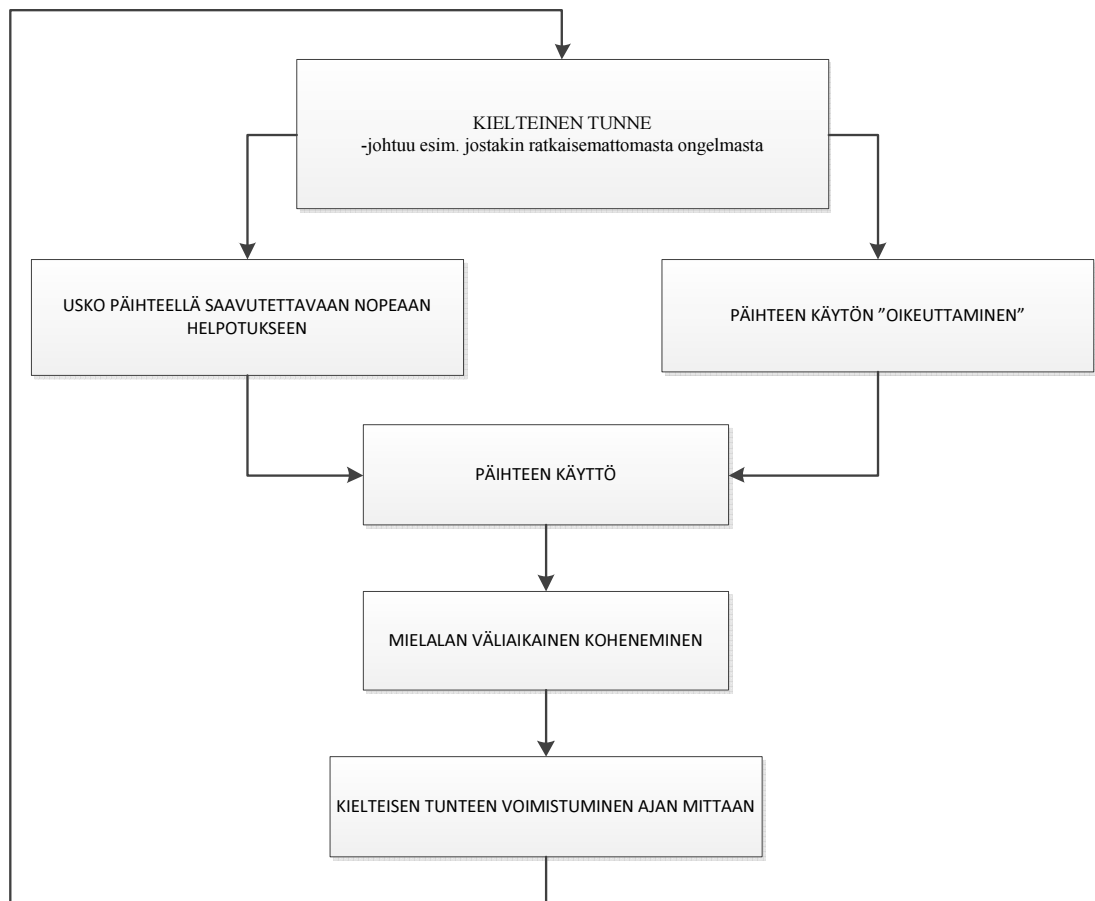 KIELTEINEN TUNNE
-johtuu esim. jostakin ratkaisemattomasta ongelmasta
USKO PÄIHTEELLÄ SAAVUTETTAVAAN NOPEAAN
HELPOTUKSEEN
PÄIHTEEN KÄYTÖN ”OIKEUTTAMINEN”
PÄIHTEEN KÄYTTÖ
MIELALAN VÄLIAIKAINEN KOHENEMINEN
KIELTEISEN TUNTEEN VOIMISTUMINEN AJAN MITTAAN